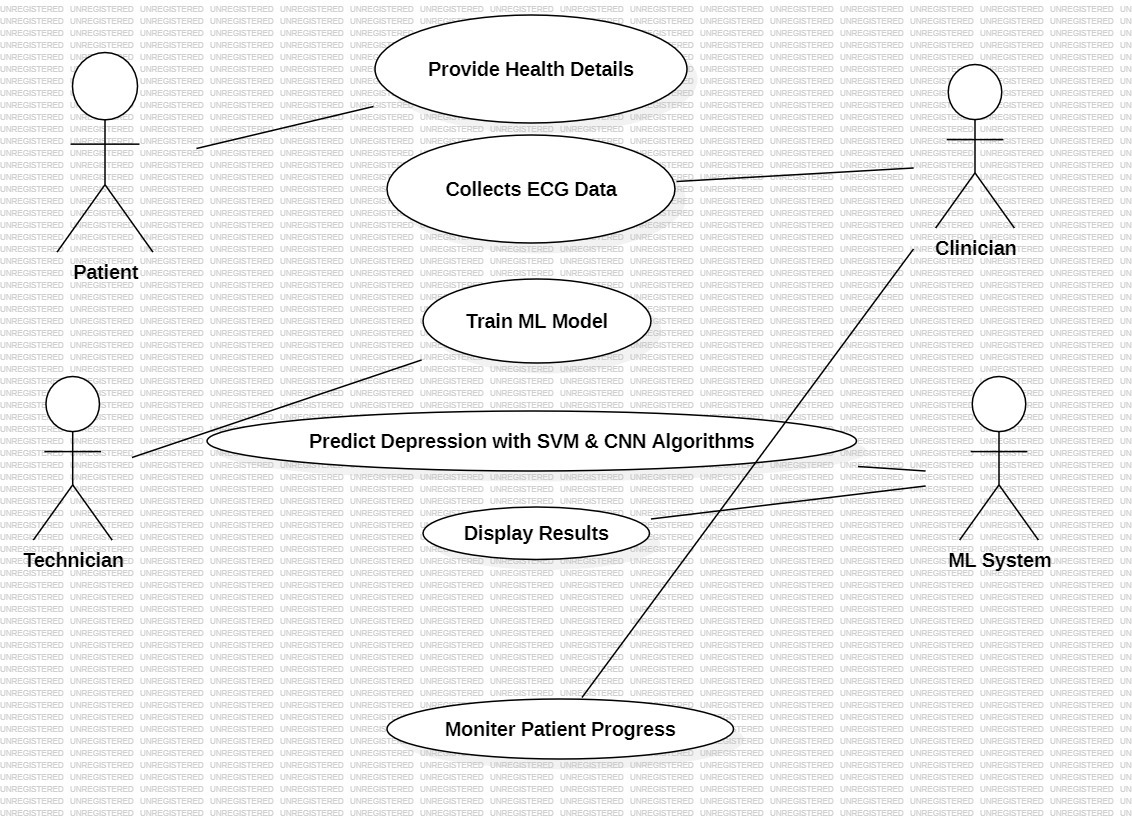 Provide Health Details
Collects ECG Data
Clinician
Patient
Train ML Model
Predict Depression with SVM & CNN Algorithms
Display Results
Technician
ML System
Moniter Patient Progress
UNREGISTERED